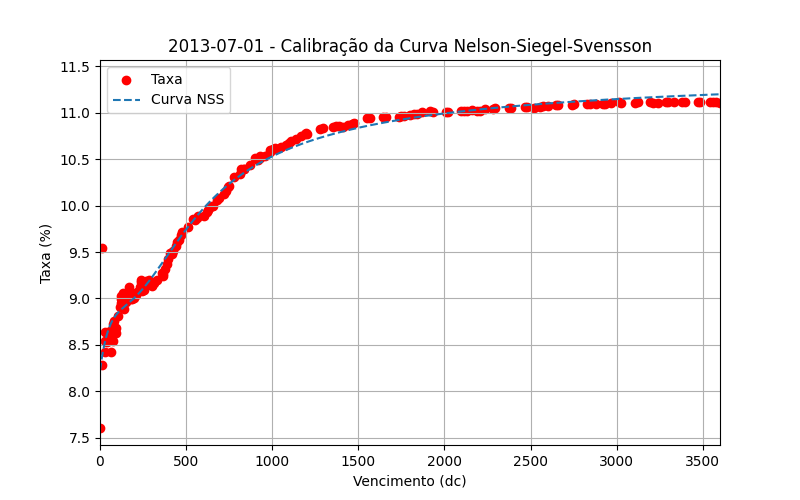 2013-07-01 - Calibração da Curva Nelson-Siegel-Svensson
Taxa
Curva NSS
Taxa (%)
11.5
11.0
10.5
10.0
9.5
9.0
8.5
8.0
7.5
0 500 1000 1500 2000 2500 3000 3500
Vencimento (dc)